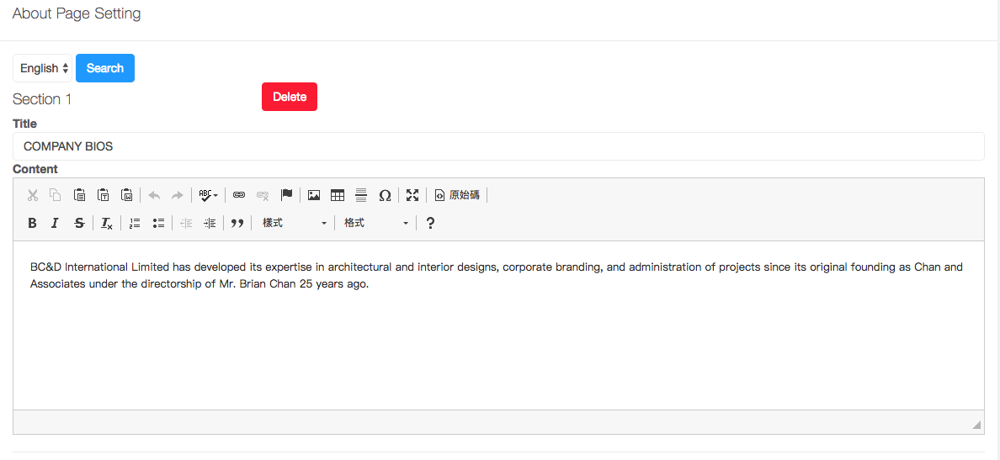 About Page Setting
English Search
Section 1 Delete
Title
COMPANY BIOS
Content
ABC 原始碼
B I S Ix 樣式 格式 ?
BC&D International Limited has developed its expertise in architectural and interior designs, corporate branding, and administration of projects since its original founding as Chan and
Associates under the directorship of Mr. Brian Chan 25 years ago.